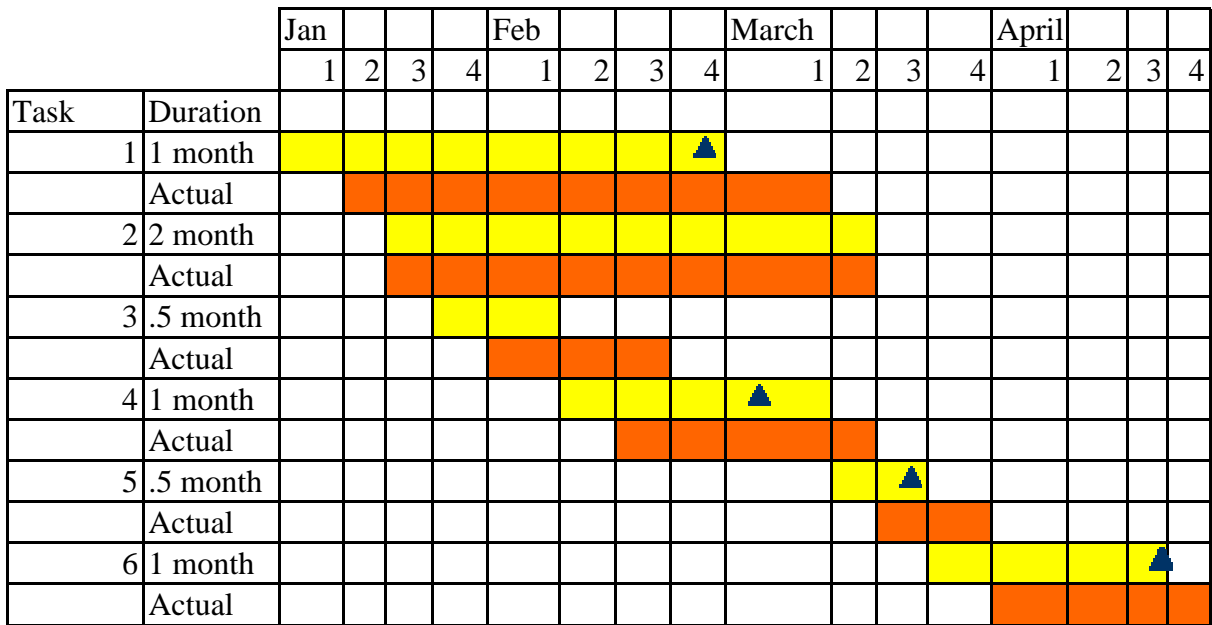 Jan Feb March April
1 2 3 4 1 2 3 4 1 2 3 4 1 2 3 4
Task Duration
1 1 month
Actual
2 2 month
Actual
3 .5 month
Actual
4 1 month
Actual
5 .5 month
Actual
6 1 month
Actual